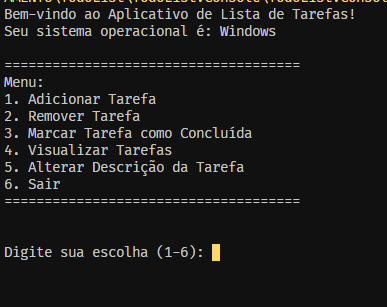 Bem-vindo ao Aplicativo de Lista de Tarefas!
Seu sistema operacional é: Windows
=====================================
Menu:
1. Adicionar Tarefa
2. Remover Tarefa
3. Marcar Tarefa como Concluída
4. Visualizar Tarefas
5. Alterar Descrição da Tarefa
6. Sair
=====================================
Digite sua escolha (1-6):